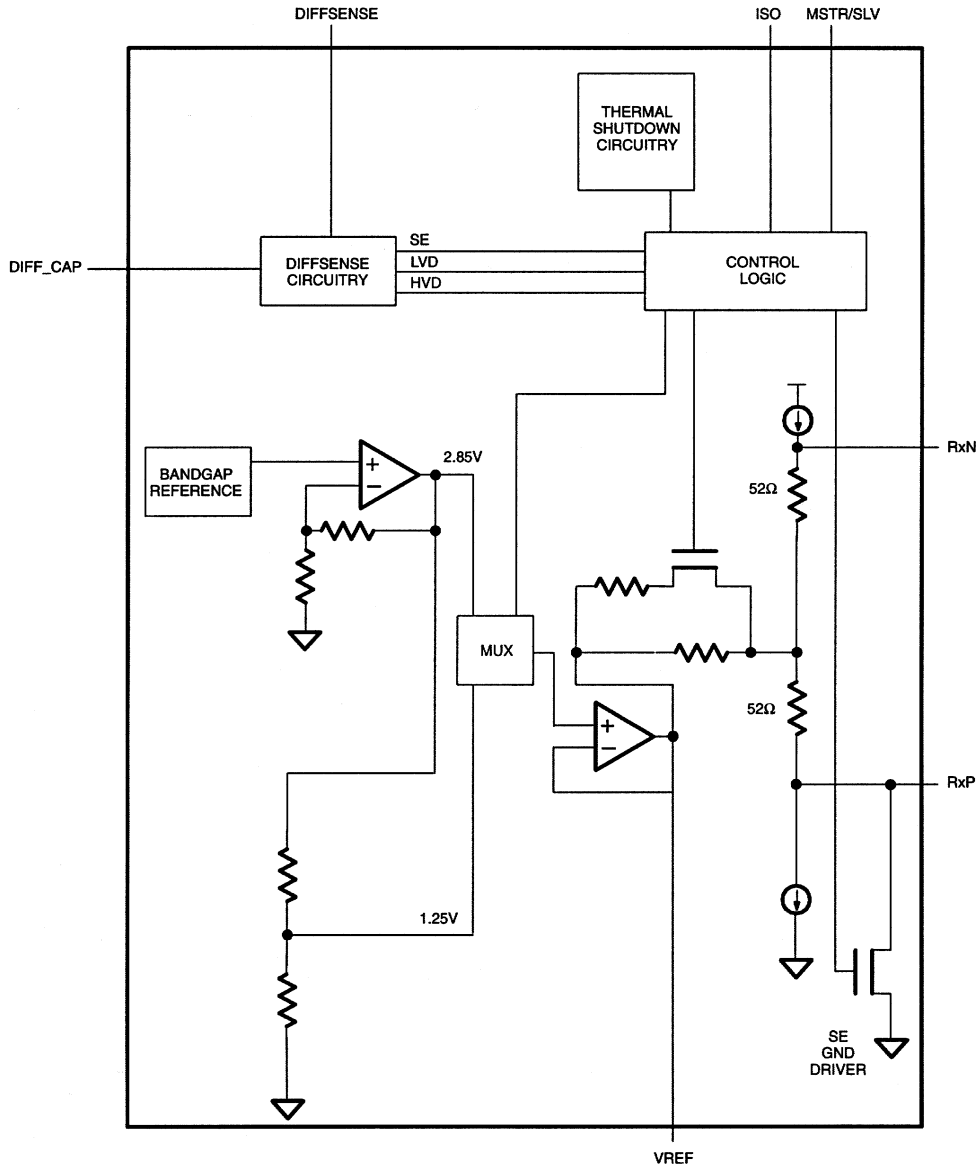 DIFFSENSE
ISO
MSTR/SLV
THERMAL
SHUTDOWN
CIRCUITRY
DIFF_CAP
DIFFSENSE
CIRCUITRY
SE
LVD
HVD
CONTROL
LOGIC
BANDGAP
REFERENCE
+
−
2.85V
RxN
52Ω
MUX
52Ω
+
−
RxP
1.25V
SE
GND
DRIVER
VREF